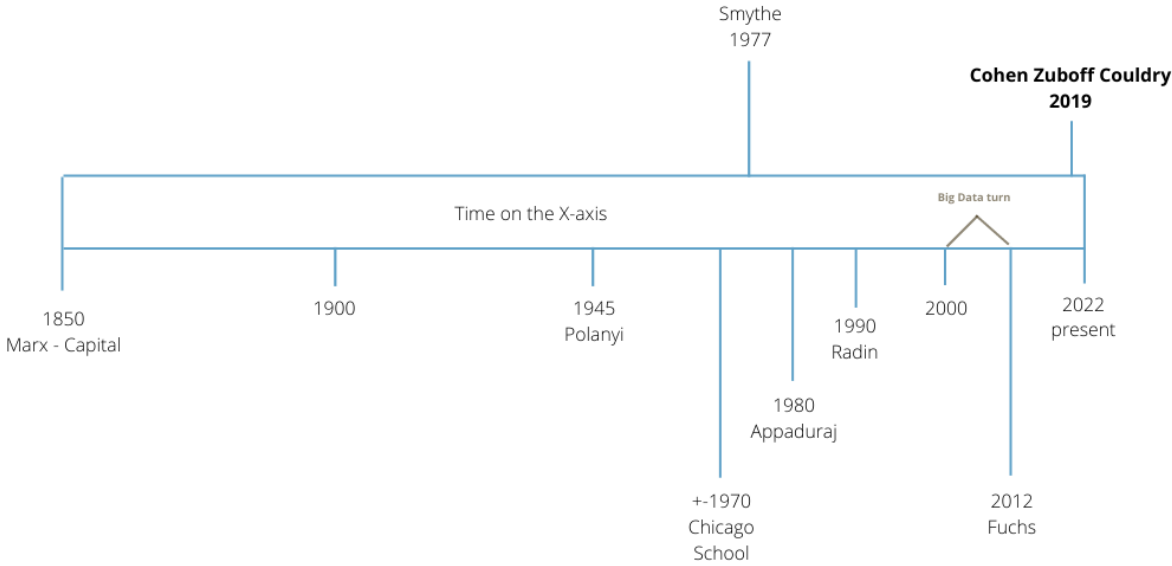 Smythe
1977
Cohen Zuboff Couldry
2019
Big Data turn
Time on the X-axis
1850
Marx - Capital
1900
1945
Polanyi
+-1970
Chicago
School
1980
Appaduraj
1990
Radin
2000
2012
Fuchs
2022
present